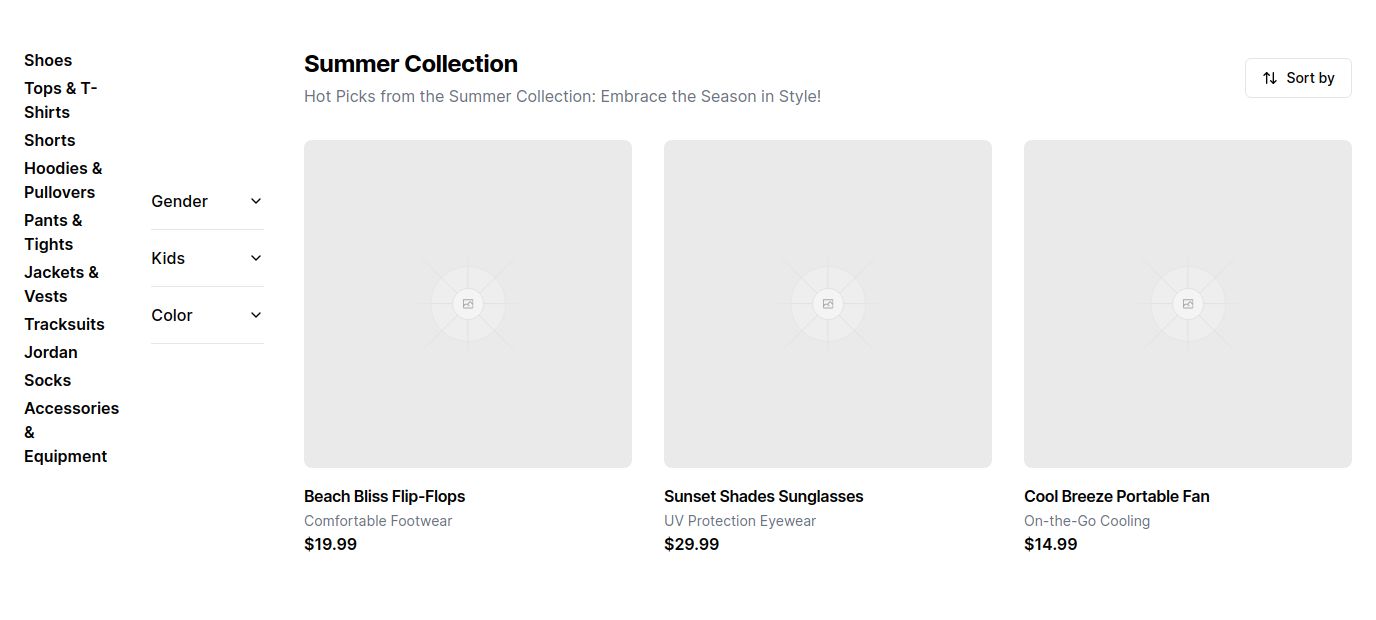 Shoes
Tops & T-
Shirts
Shorts
Hoodies &
Pullovers
Pants &
Tights
Jackets &
Vests
Tracksuits
Jordan
Socks
Accessories
&
Equipment
Gender
Kids
Color
Summer Collection
Hot Picks from the Summer Collection: Embrace the Season in Style!
Sort by
Beach Bliss Flip-Flops
Comfortable Footwear
$19.99
Sunset Shades Sunglasses
UV Protection Eyewear
$29.99
Cool Breeze Portable Fan
On-the-Go Cooling
$14.99